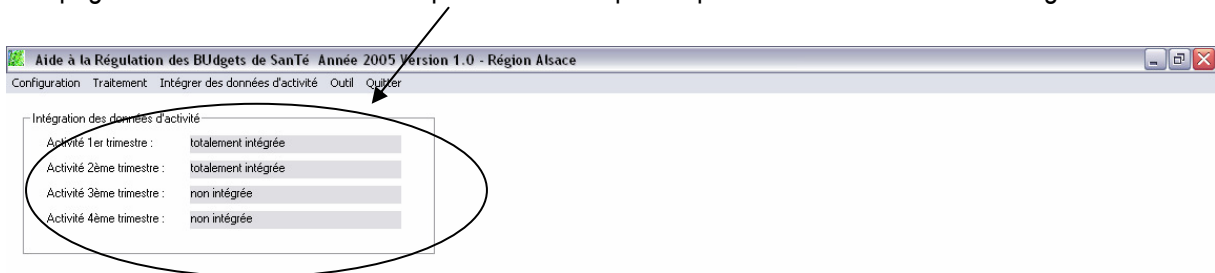 Aide à la Régulation des BUdgets de SanTé Année 2005 Version 1.0 - Région Alsace
Configuration Traitement Intégrer des données d'activité Outil Quitter
Intégration des données d'activité
Activité 1er trimestre : totalement intégrée
Activité 2ème trimestre : totalement intégrée
Activité 3ème trimestre : non intégrée
Activité 4ème trimestre : non intégrée